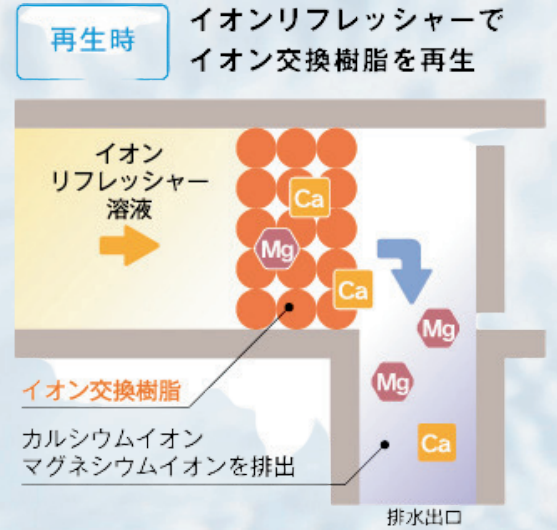 再生時
イオンリフレッシャーで
イオン交換樹脂を再生
イオン
リフレッシャー
溶液
Ca
Mg
Ca
Mg
Mg
Ca
イオン交換樹脂
カルシウムイオン
マグネシウムイオンを排出
排水出口